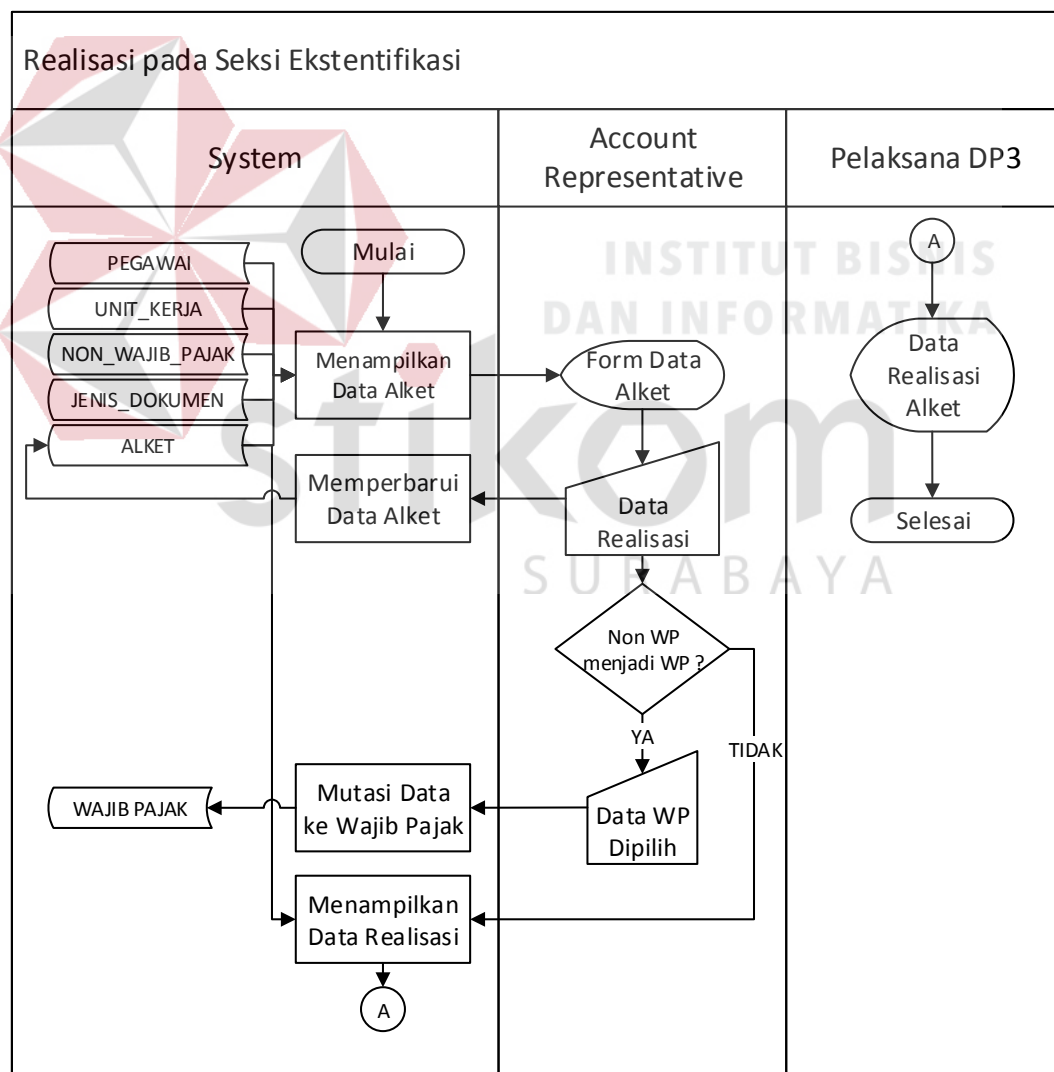 Realisasi pada Seksi Ekstentifikasi
System
Account
Representative
Pelaksana DP3
PEGAWAI
UNIT_KERJA
NON_WAJIB_PAJAK
JENIS_DOKUMEN
ALKET
Mulai
Menampilkan
Data Alket
Form Data
Alket
Memperbarui
Data Alket
Data
Realisasi
Non WP
menjadi WP ?
YA
TIDAK
Data WP
Dipilih
Mutasi Data
ke Wajib Pajak
WAJIB PAJAK
Menampilkan
Data Realisasi
A
A
Data
Realisasi
Alket
Selesai
INSTITUT BISNIS
DAN INFORMATIKA
stikom
SURABAYA